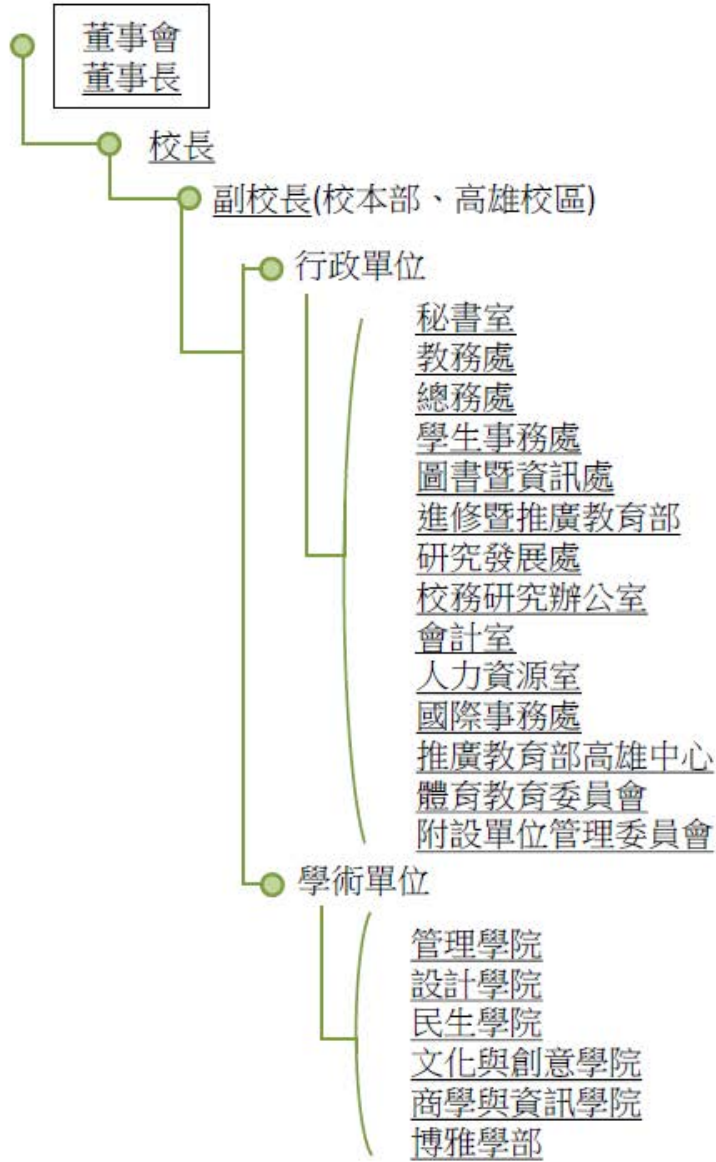 董事會
董事長
校長
副校長(校本部、高雄校區)
行政單位
秘書室
教務處
總務處
學生事務處
圖書暨資訊處
進修暨推廣教育部
研究發展處
校務研究辦公室
會計室
人力資源室
國際事務處
推廣教育部高雄中心
體育教育委員會
附設單位管理委員會
學術單位
管理學院
設計學院
民生學院
文化與創意學院
商學與資訊學院
博雅學部